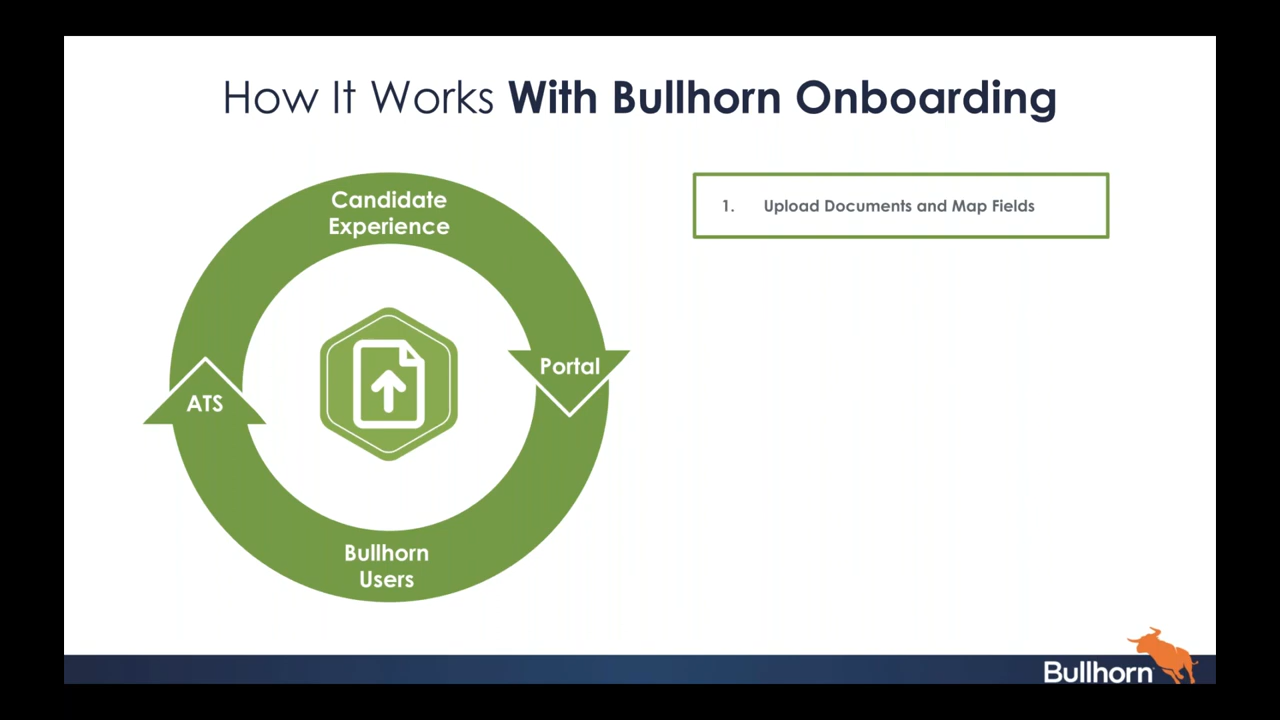 How It Works With Bullhorn Onboarding
Candidate
Experience
1. Upload Documents and Map Fields
Portal
ATS
Bullhorn
Users
Bullhorn